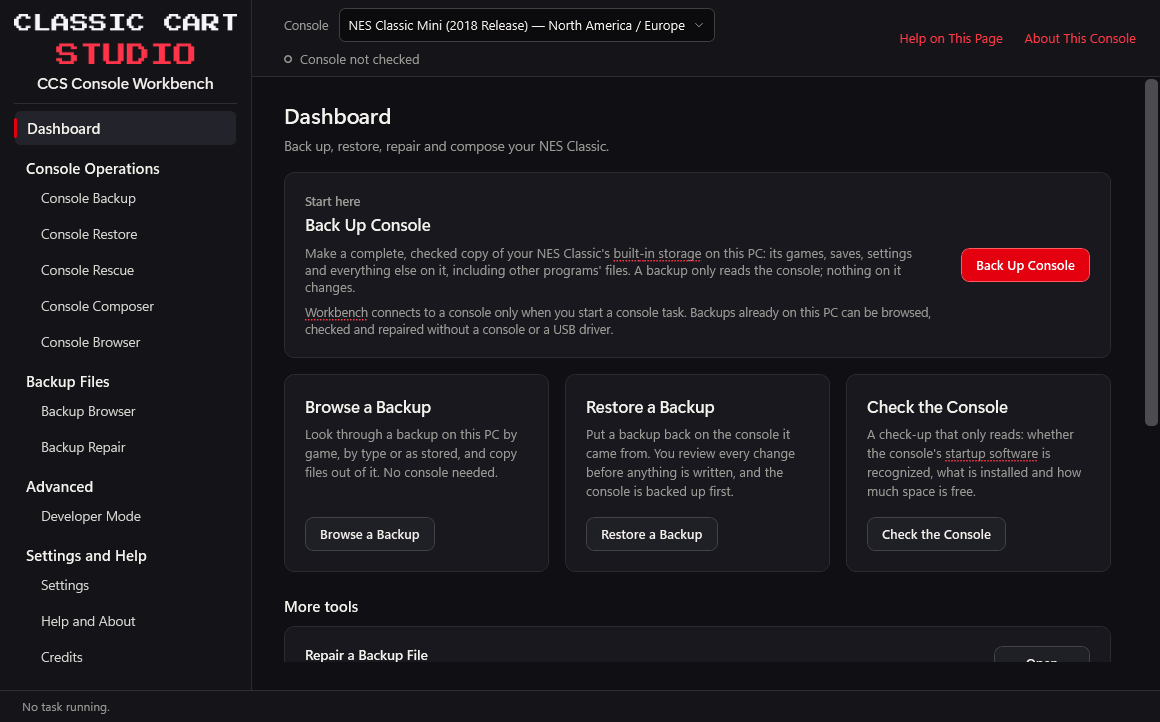 CLASSIC CART
STUDIO
CCS Console Workbench
Dashboard
Console Operations
Console Backup
Console Restore
Console Rescue
Console Composer
Console Browser
Backup Files
Backup Browser
Backup Repair
Advanced
Developer Mode
Settings and Help
Settings
Help and About
Credits
Console
NES Classic Mini (2018 Release) — North America / Europe
Console not checked
Help on This Page
About This Console
Dashboard
Back up, restore, repair and compose your NES Classic.
Start here
Back Up Console
Make a complete, checked copy of your NES Classic's built-in storage on this PC: its games, saves, settings
and everything else on it, including other programs' files. A backup only reads the console; nothing on it
changes.
Workbench connects to a console only when you start a console task. Backups already on this PC can be browsed,
checked and repaired without a console or a USB driver.
Back Up Console
Browse a Backup
Look through a backup on this PC by
game, by type or as stored, and copy
files out of it. No console needed.
Browse a Backup
Restore a Backup
Put a backup back on the console it
came from. You review every change
before anything is written, and the
console is backed up first.
Restore a Backup
Check the Console
A check-up that only reads: whether
the console's startup software is
recognized, what is installed and how
much space is free.
Check the Console
More tools
Repair a Backup File
Open
No task running.